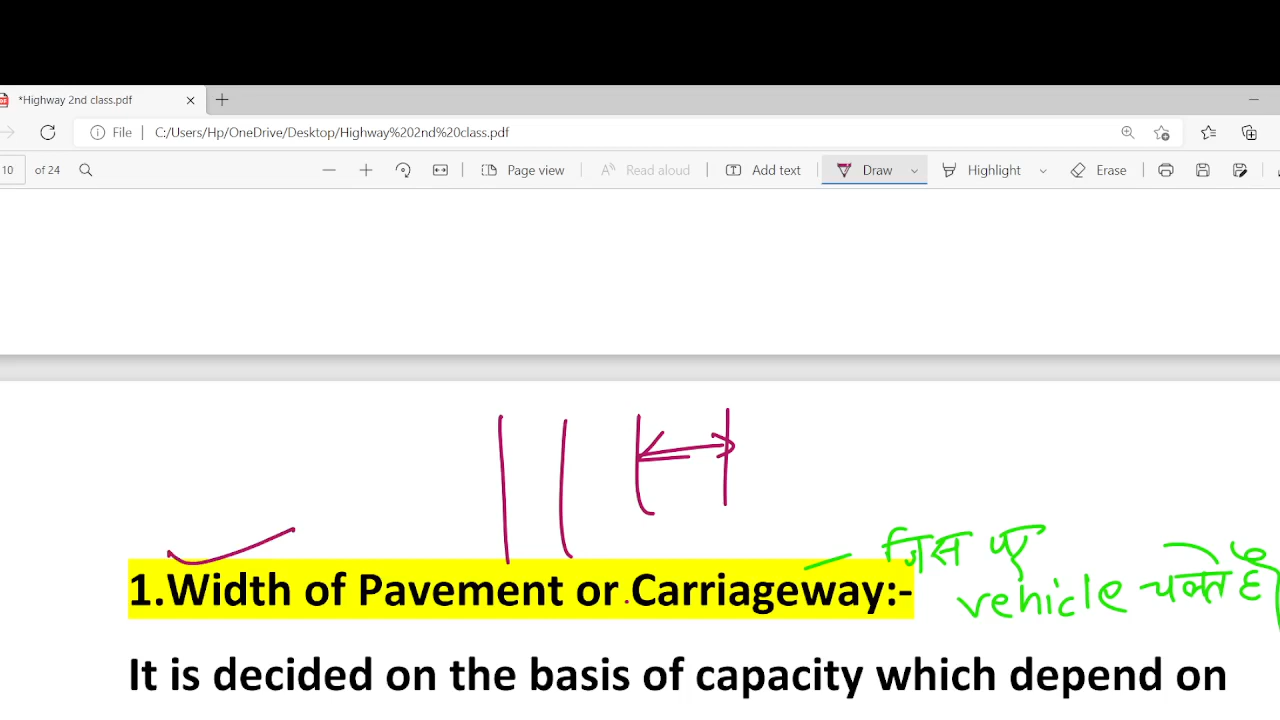 *Highway 2nd class.pdf
File C:/Users/Hp/OneDrive/Desktop/Highway%202nd%20class.pdf
10 of 24 Page view Read aloud Add text Draw Highlight Erase
जिस पर
1.Width of Pavement or Carriageway:- vehicle चलते है
It is decided on the basis of capacity which depend on